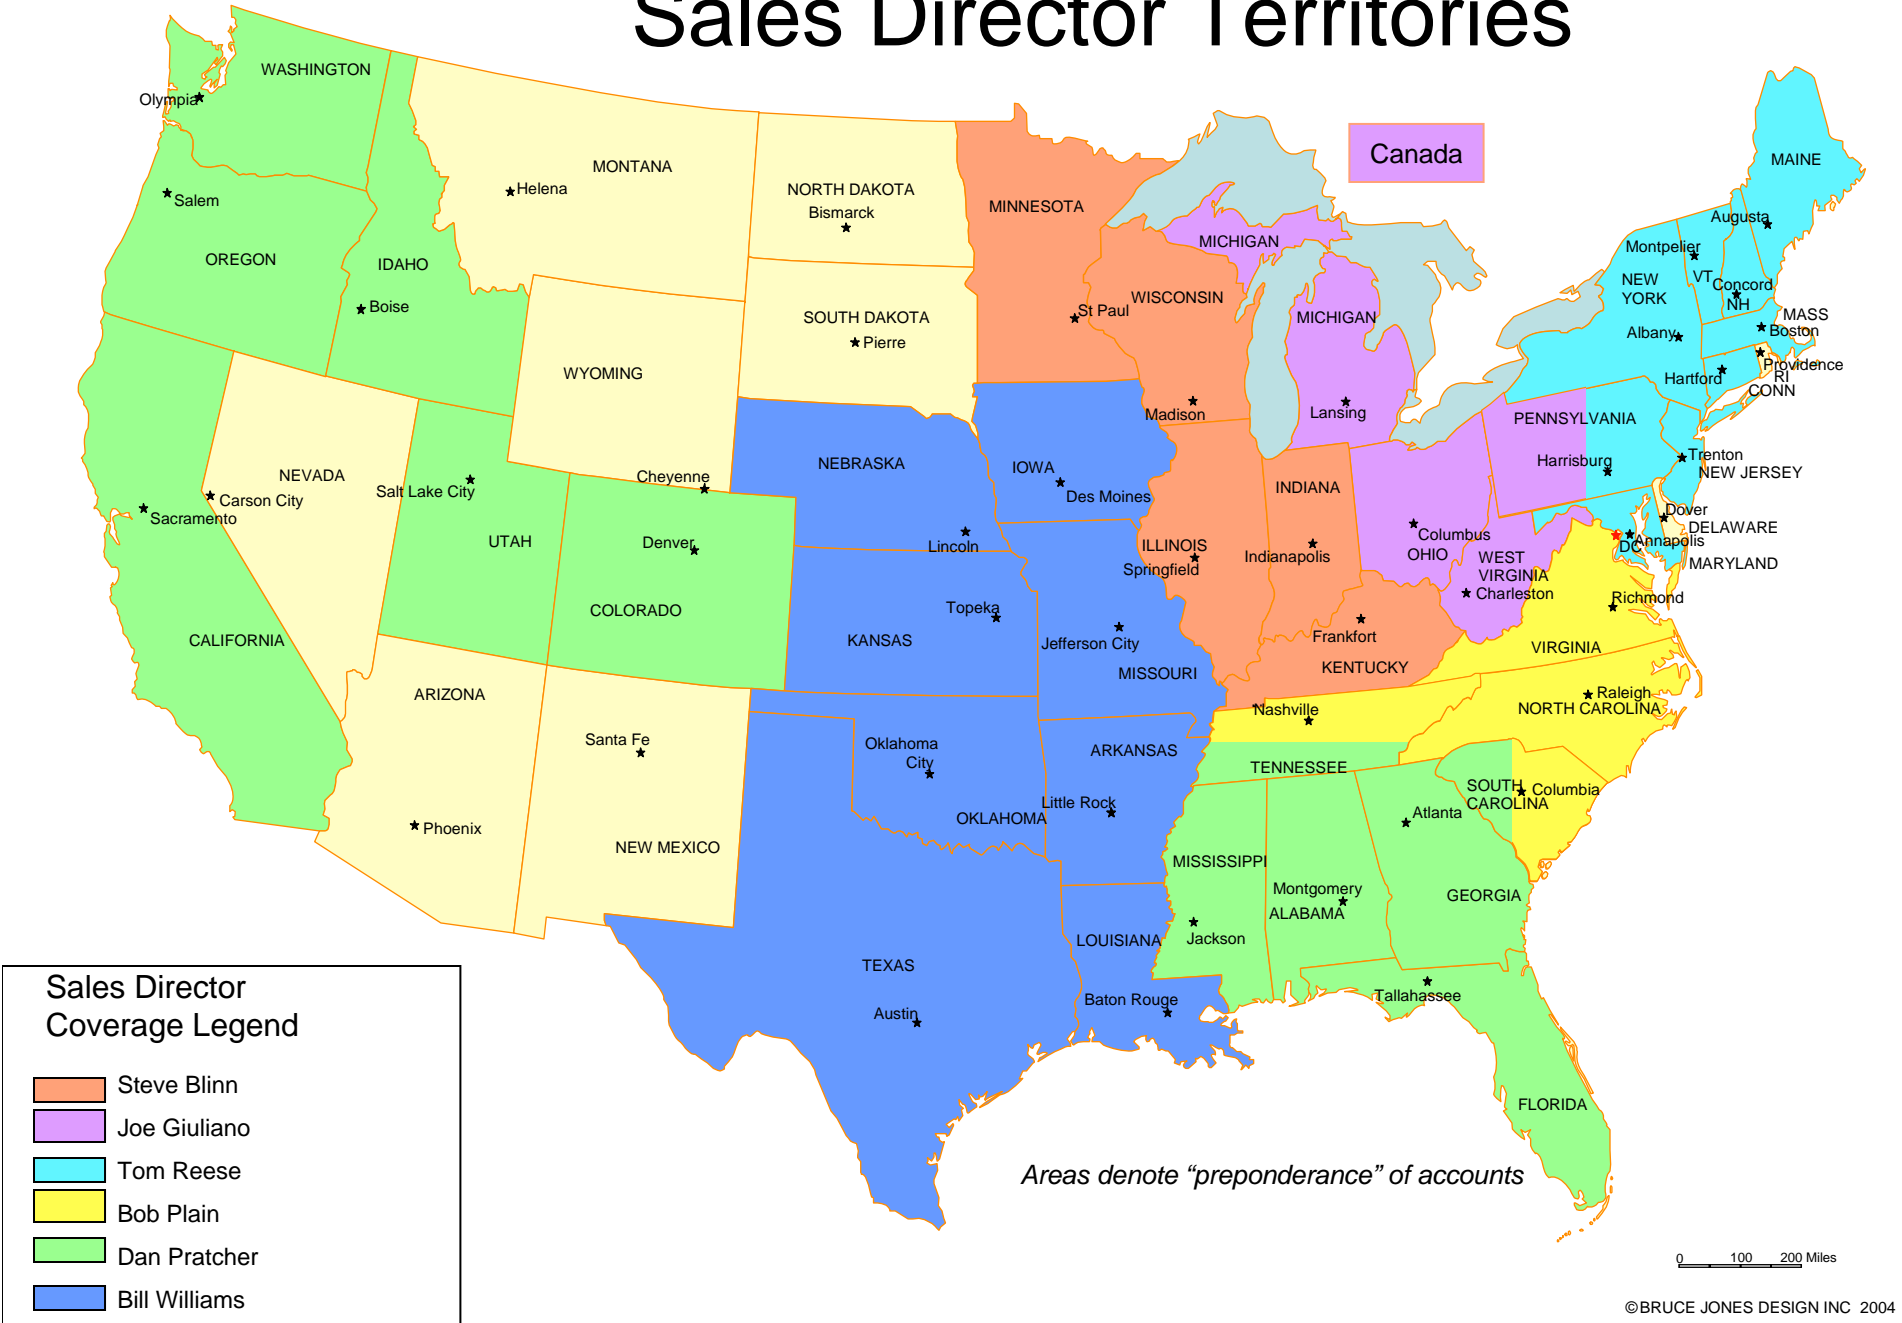 Sales Director Territories
WASHINGTON
Olympia
MONTANA
Helena
NORTH DAKOTA
Bismarck
MINNESOTA
Canada
MAINE
Augusta
Salem
OREGON
IDAHO
Boise
MICHIGAN
Montpelier
VT
Concord
NH
NEW
YORK
WISCONSIN
St Paul
MICHIGAN
SOUTH DAKOTA
Pierre
MASS
Boston
Albany
Providence
RI
Hartford
CONN
WYOMING
Madison
Lansing
PENNSYLVANIA
Harrisburg
Trenton
NEW JERSEY
NEVADA
Carson City
Sacramento
Salt Lake City
Cheyenne
NEBRASKA
IOWA
Des Moines
INDIANA
Dover
DELAWARE
UTAH
Denver
Lincoln
ILLINOIS
Springfield
Indianapolis
Columbus
OHIO
WEST
VIRGINIA
Charleston
DC
Annapolis
MARYLAND
COLORADO
CALIFORNIA
Topeka
KANSAS
Jefferson City
MISSOURI
Frankfort
KENTUCKY
Richmond
VIRGINIA
ARIZONA
Santa Fe
Nashville
Raleigh
NORTH CAROLINA
Oklahoma
City
OKLAHOMA
ARKANSAS
Little Rock
TENNESSEE
SOUTH
CAROLINA
Columbia
Atlanta
Phoenix
NEW MEXICO
MISSISSIPPI
Montgomery
ALABAMA
GEORGIA
Jackson
LOUISIANA
TEXAS
Austin
Baton Rouge
Tallahassee
FLORIDA
Sales Director
Coverage Legend
Steve Blinn
Joe Giuliano
Tom Reese
Bob Plain
Dan Pratcher
Bill Williams
Areas denote “preponderance” of accounts
0 100 200 Miles
©BRUCE JONES DESIGN INC 2004